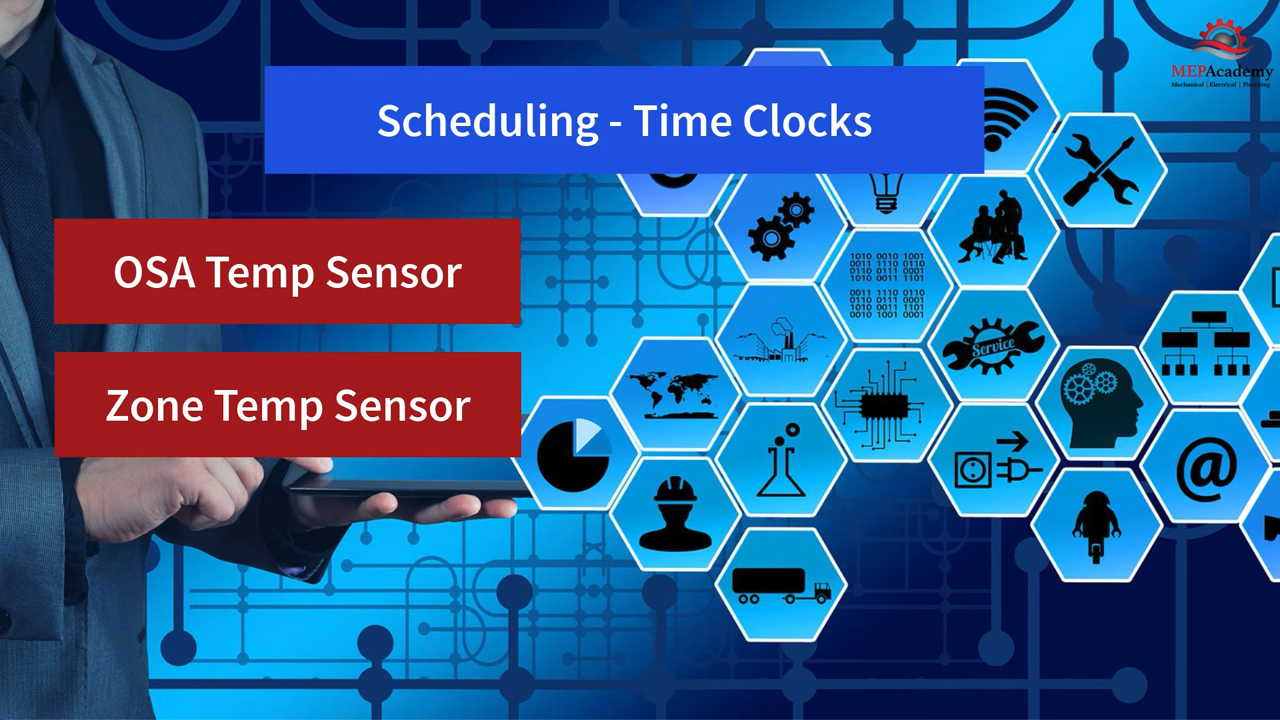 MEPAcademy
Mechanical | Electrical | Plumbing
Scheduling - Time Clocks
OSA Temp Sensor
Zone Temp Sensor
1010 0010 1001
0011 1110 0110
0110 0111 0001
1010 0011 1101
0011 1110 0110
0110 0111 0001
1010 0011 1101
0010 1001 0001
Service
@